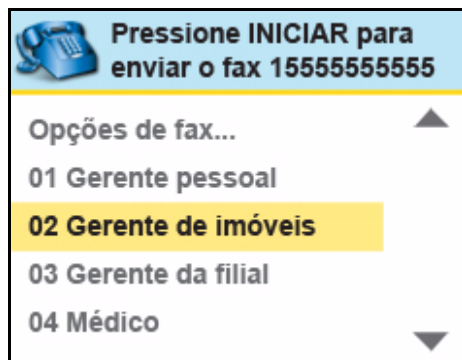 Pressione INICIAR para
enviar o fax 15555555555
Opções de fax...
01 Gerente pessoal
02 Gerente de imóveis
03 Gerente da filial
04 Médico